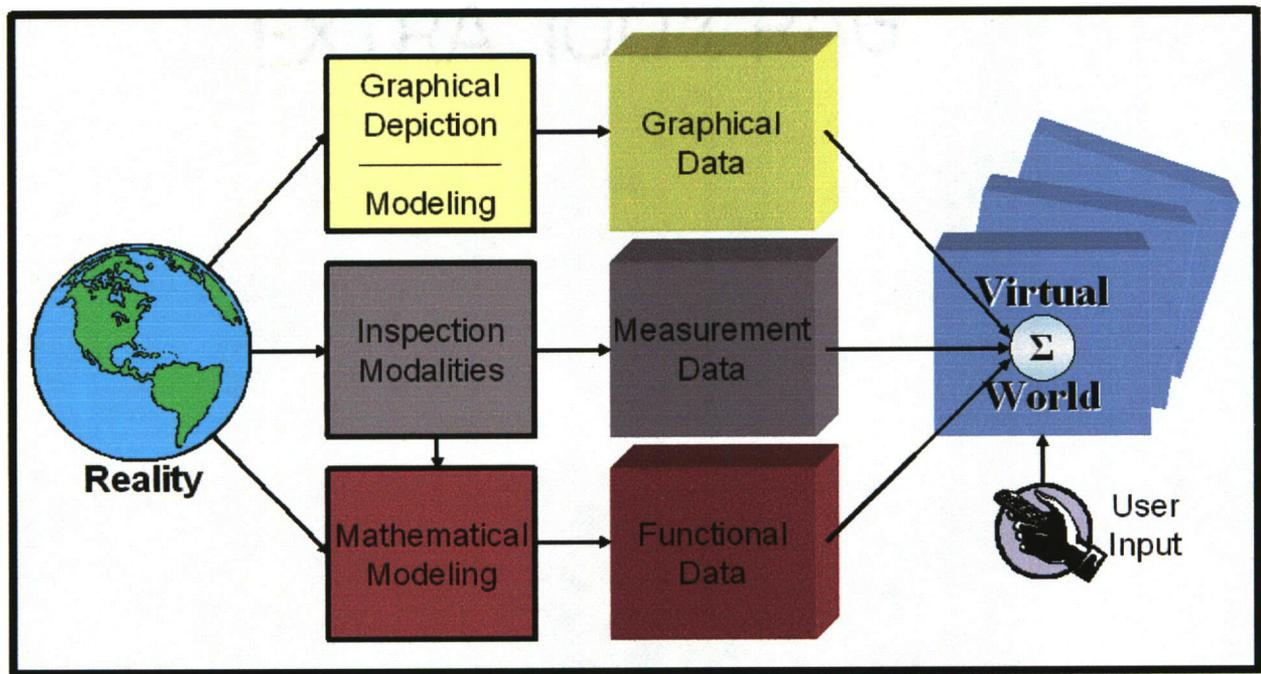 Graphical
Depiction
Modeling
Graphical
Data
Inspection
Modalities
Measurement
Data
Mathematical
Modeling
Functional
Data
Reality
Virtual
Σ
World
User
Input